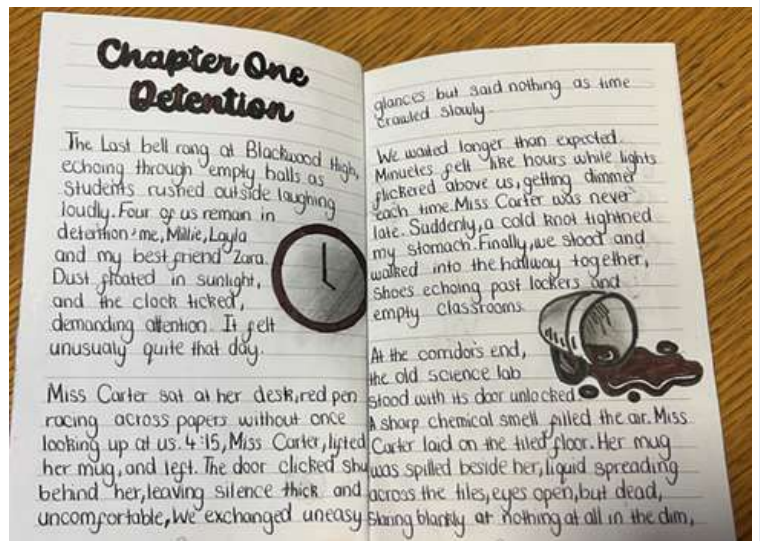 Chapter One
Detention
The Last bell rang at Blackwood High,
echoing through empty halls as
students rushed outside laughing
loudly. Four of us remain in
detention: me, Millie, Layla
and my best friend Zara.
Dust floated in sunlight,
and the clock ticked,
demanding attention. It felt
unusualy quite that day.
Miss Carter sat at her desk, red pen
racing across papers without once
looking up at us. 4:15, Miss Carter, lifted
her mug, and left. The door clicked shu
behind her, leaving silence thick and
uncomfortable, We exchanged uneasy
glances but said nothing as time
crawled slowly
We waited longer than expected.
Minuetes felt like hours while lights
flickered above us, getting dimmer
each time. Miss Carter was never
late. Suddenly, a cold knot tightned
my stomach. Finally, we stood and
walked into the hallway together,
shoes echoing past lockers and
empty classrooms.
At the corridors end,
the old science lab
stood with its door unlocked.
A sharp chemical smell filled the air. Miss
Carter laid on the tiled floor. Her mug
was spilled beside her, liquid spreading
across the tiles, eyes open, but dead,
staring blankly at nothing at all in the dim,